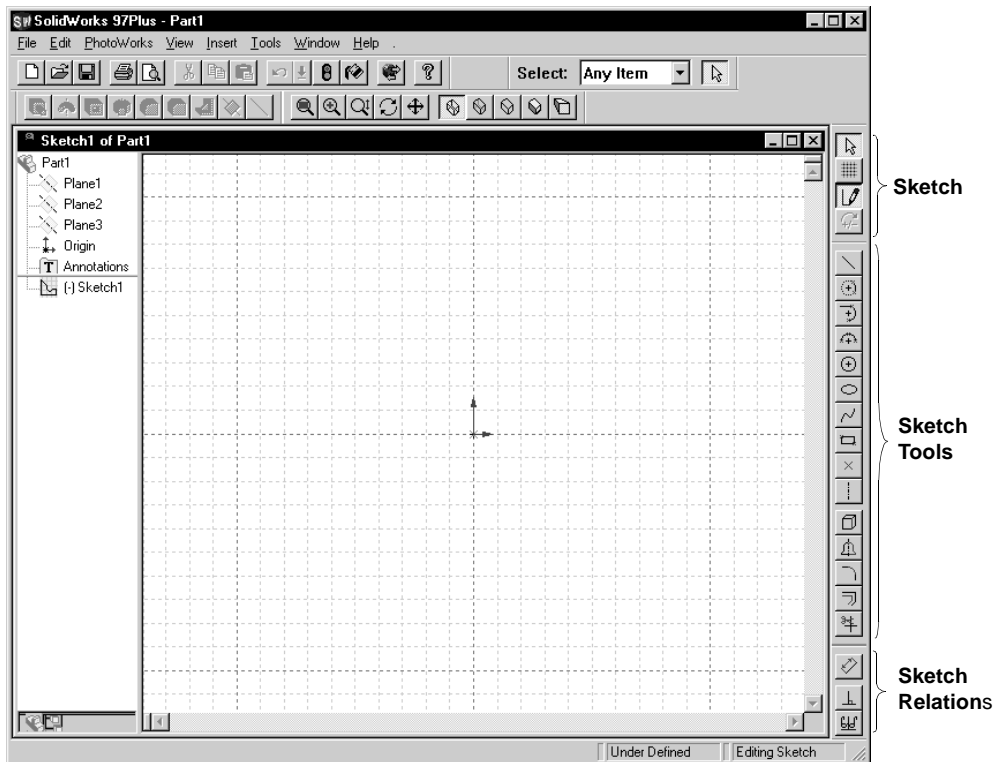 SW SolidWorks 97Plus - Part1
File Edit PhotoWorks View Insert Tools Window Help .
Select: Any Item
Sketch1 of Part1
Part1
Plane1
Plane2
Plane3
Origin
T Annotations
(-) Sketch1
Sketch
Sketch
Tools
Sketch
Relations
Under Defined Editing Sketch